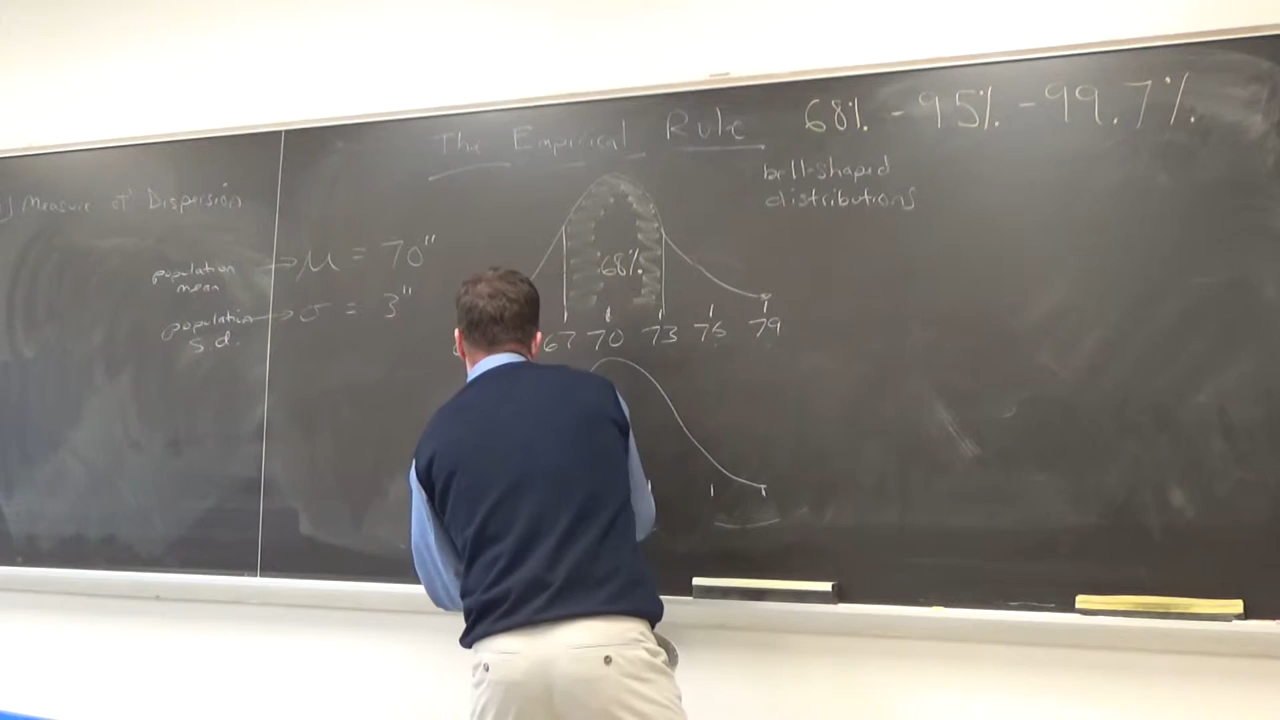 The Empirical Rule 68% - 95% - 99.7%
bell-shaped
distributions
Measure of Dispersion
population
mean
μ = 70"
population
s.d.
σ = 3"
68%
67 70 73 76 79